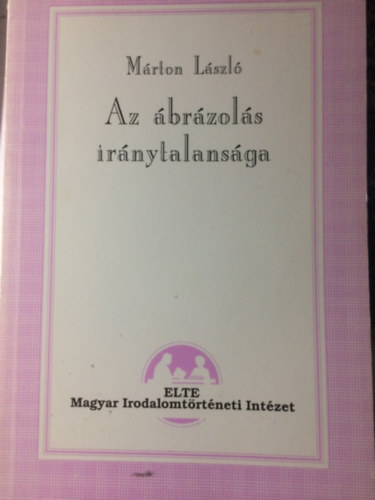 Márton László
Az ábrázolás
iránytalansága
ELTE
Magyar Irodalomtörténeti Intézet